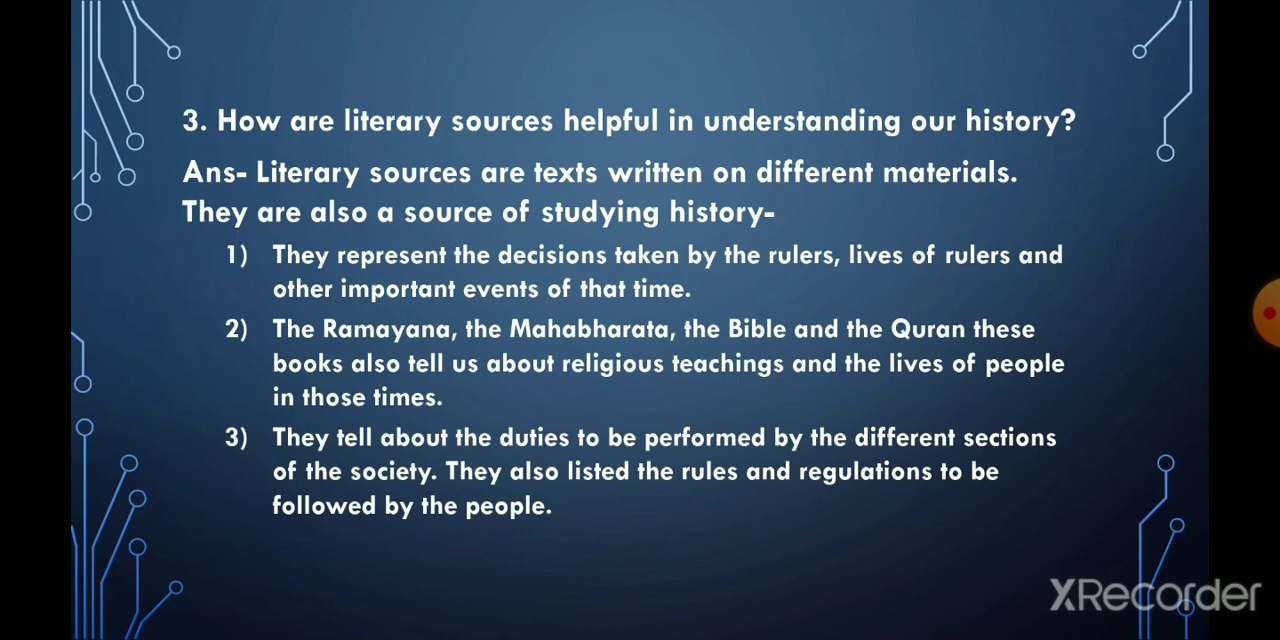 3. How are literary sources helpful in understanding our history?
Ans- Literary sources are texts written on different materials.
They are also a source of studying history-
1) They represent the decisions taken by the rulers, lives of rulers and
other important events of that time.
2) The Ramayana, the Mahabharata, the Bible and the Quran these
books also tell us about religious teachings and the lives of people
in those times.
3) They tell about the duties to be performed by the different sections
of the society. They also listed the rules and regulations to be
followed by the people.
XRecorder